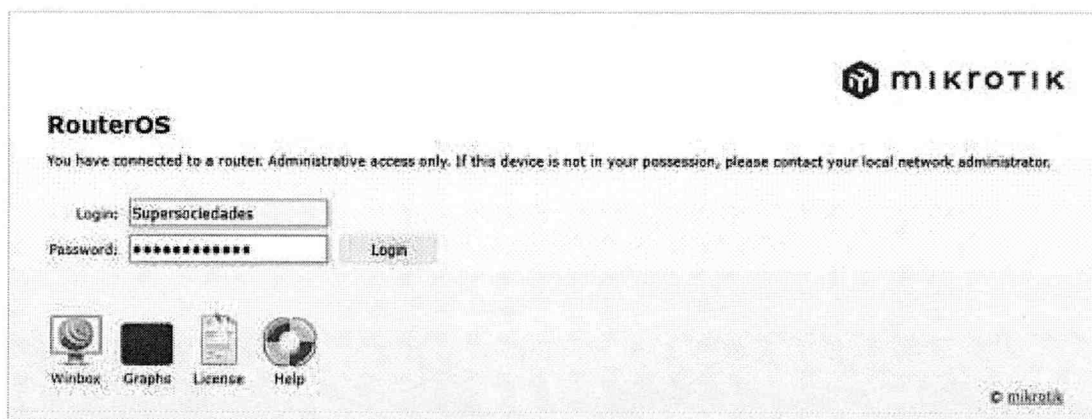 mikrotik
RouterOS
You have connected to a router. Administrative access only. If this device is not in your possession, please contact your local network administrator.
Login: Supersociedades
Password: •••••••••••• Login
Winbox Graphs License Help
© mikrotik